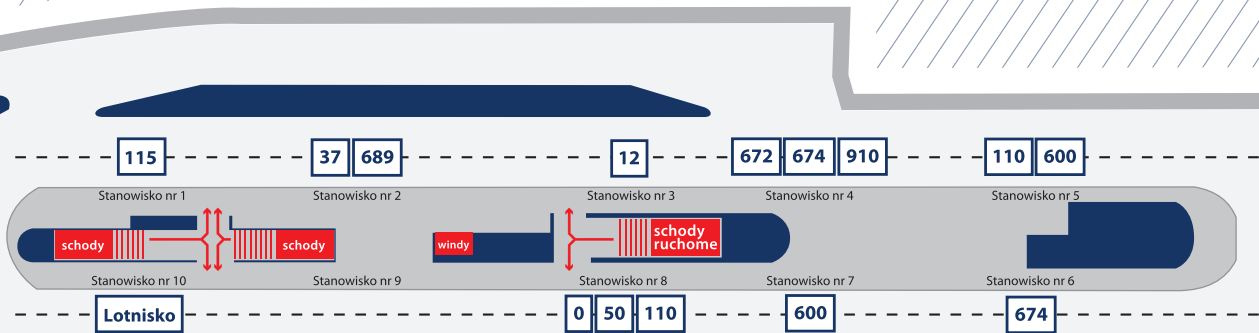 115 37 689 12 672 674 910 110 600
Stanowisko nr 1 Stanowisko nr 2 Stanowisko nr 3 Stanowisko nr 4 Stanowisko nr 5
schody schody windy schody
ruchome
Stanowisko nr 10 Stanowisko nr 9 Stanowisko nr 8 Stanowisko nr 7 Stanowisko nr 6
Lotnisko 0 50 110 600 674